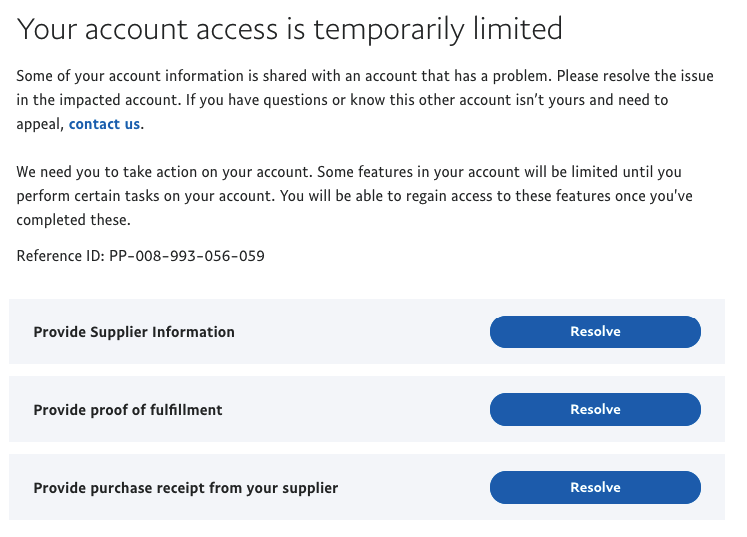 Your account access is temporarily limited
Some of your account information is shared with an account that has a problem. Please resolve the issue
in the impacted account. If you have questions or know this other account isn’t yours and need to
appeal, contact us.
We need you to take action on your account. Some features in your account will be limited until you
perform certain tasks on your account. You will be able to regain access to these features once you’ve
completed these.
Reference ID: PP-008-993-056-059
Provide Supplier Information
Resolve
Provide proof of fulfillment
Resolve
Provide purchase receipt from your supplier
Resolve